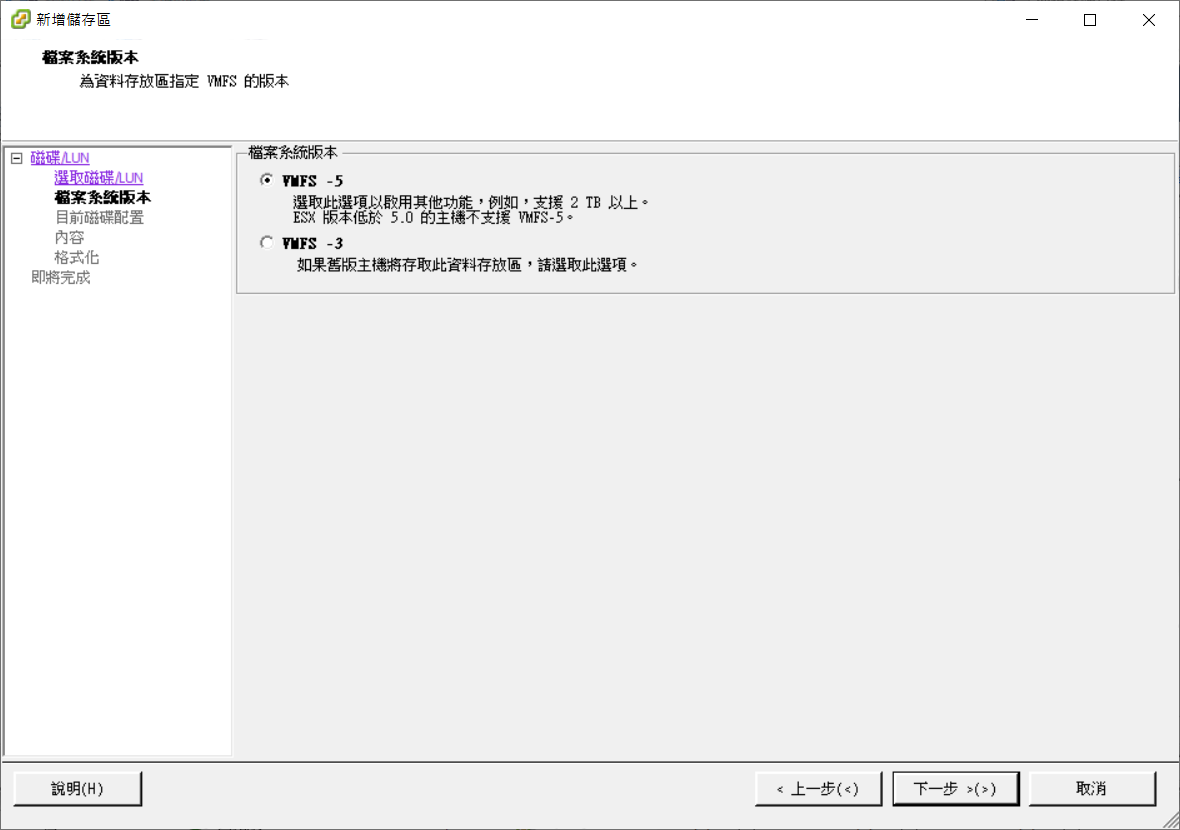 新增儲存區
檔案系統版本
為資料存放區指定 VMFS 的版本
磁碟/LUN
選取磁碟/LUN
檔案系統版本
目前磁碟配置
內容
格式化
即將完成
檔案系統版本
VMFS -5
選取此選項以啟用其他功能，例如，支援 2 TB 以上。
ESX 版本低於 5.0 的主機不支援 VMFS-5。
VMFS -3
如果舊版主機將存取此資料存放區，請選取此選項。
說明(H)
< 上一步(<)
下一步 >(>)
取消